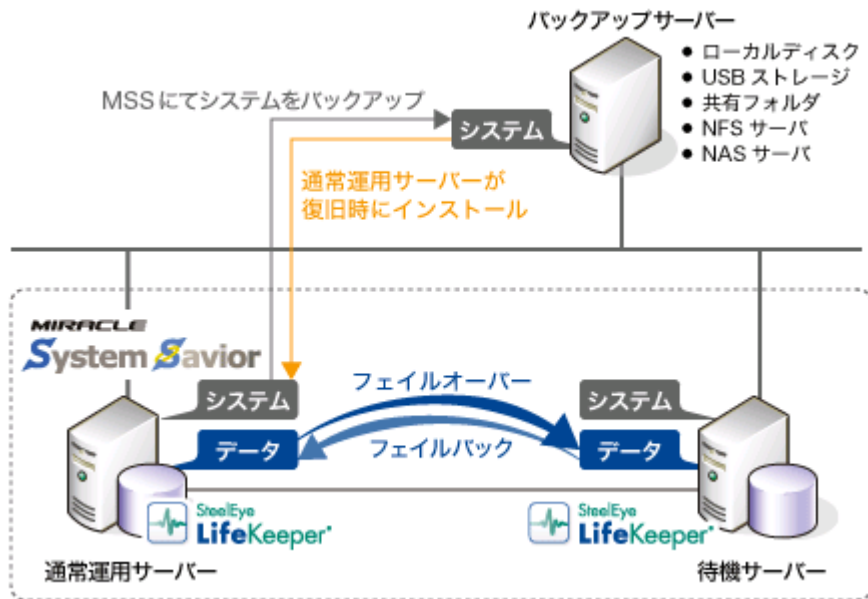 バックアップサーバー
● ローカルディスク
● USB ストレージ
● 共有フォルダ
● NFS サーバ
● NAS サーバ
MSS にてシステムをバックアップ
システム
通常運用サーバーが
復旧時にインストール
MIRACLE
System Savior
システム
フェイルオーバー
システム
データ
フェイルバック
データ
SteelEye
LifeKeeper
SteelEye
LifeKeeper
通常運用サーバー
待機サーバー